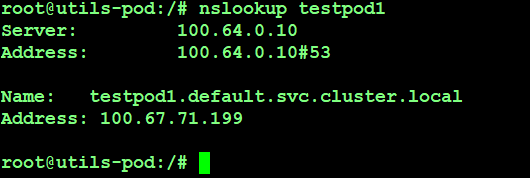 root@utils-pod:/# nslookup testpod1
Server:         100.64.0.10
Address:        100.64.0.10#53
Name:   testpod1.default.svc.cluster.local
Address: 100.67.71.199
root@utils-pod:/#